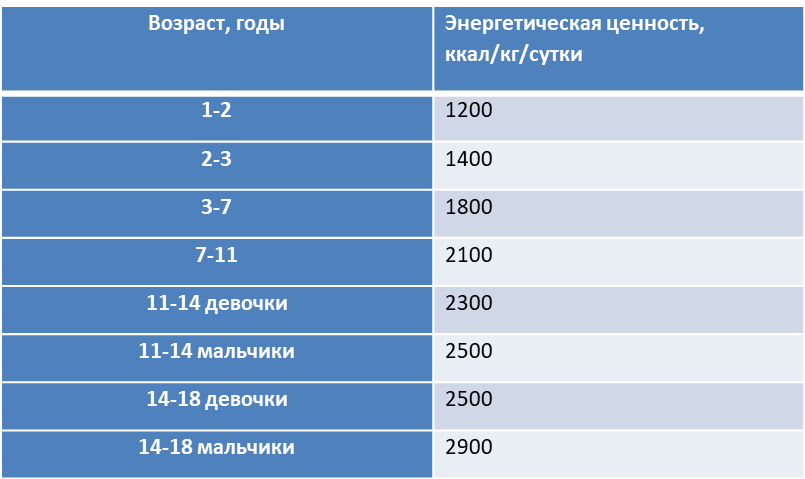 Возраст, годы
Энергетическая ценность,
ккал/кг/сутки
1-2
1200
2-3
1400
3-7
1800
7-11
2100
11-14 девочки
2300
11-14 мальчики
2500
14-18 девочки
2500
14-18 мальчики
2900